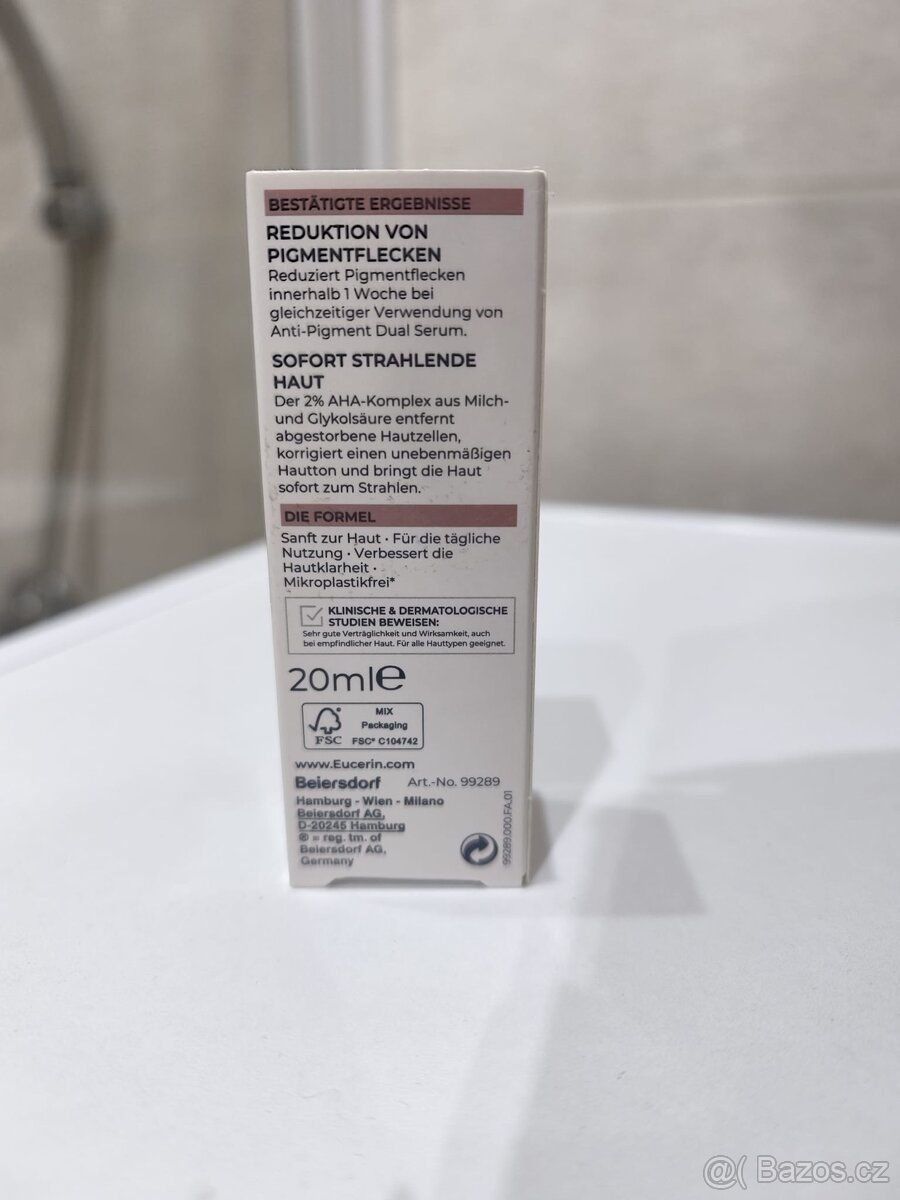 BESTÄTIGTE ERGEBNISSE
REDUKTION VON
PIGMENTFLECKEN
Reduziert Pigmentflecken
innerhalb 1 Woche bei
gleichzeitiger Verwendung von
Anti-Pigment Dual Serum.
SOFORT STRAHLENDE
HAUT
Der 2% AHA-Komplex aus Milch-
und Glykolsäure entfernt
abgestorbene Hautzellen,
korrigiert einen unebenmäßigen
Hautton und bringt die Haut
sofort zum Strahlen.
DIE FORMEL
Sanft zur Haut · Für die tägliche
Nutzung · Verbessert die
Hautklarheit ·
Mikroplastikfrei*
KLINISCHE & DERMATOLOGISCHE
STUDIEN BEWEISEN:
Sehr gute Verträglichkeit und Wirksamkeit, auch
bei empfindlicher Haut. Für alle Hauttypen geeignet.
20ml℮
MIX
Packaging
FSC FSC® C104742
www.Eucerin.com
Beiersdorf Art.-No. 99289
Hamburg - Wien - Milano
Beiersdorf AG,
D-20245 Hamburg
® = reg. tm. of
Beiersdorf AG,
Germany
99289.000.FA.01
@( Bazos.cz